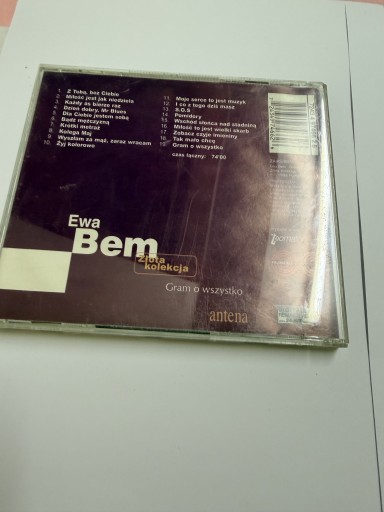 1. Z Tobą, bez Ciebie
2. Miłość jest jak niedziela
3. Każdy as bierze raz
4. Dzień dobry, Mr Blues
5. Dla Ciebie jestem sobą
6. Bądź mężczyzną
7. Krótki metraż
8. Kolega Maj
9. Wyszłam za mąż, zaraz wracam
10. Żyj kolorowo
11. Moje serce to jest muzyk
12. I co z tego dziś masz
13. S.O.S
14. Pomidory
15. Wschód słońca nad stadniną
16. Miłość to jest wielki skarb
17. Zobacz czyje imieniny
18. Tak mało chcę
19. Gram o wszystko
czas łączny: 74'00
Ewa
Bem
Złota
kolekcja
Gram o wszystko
antena